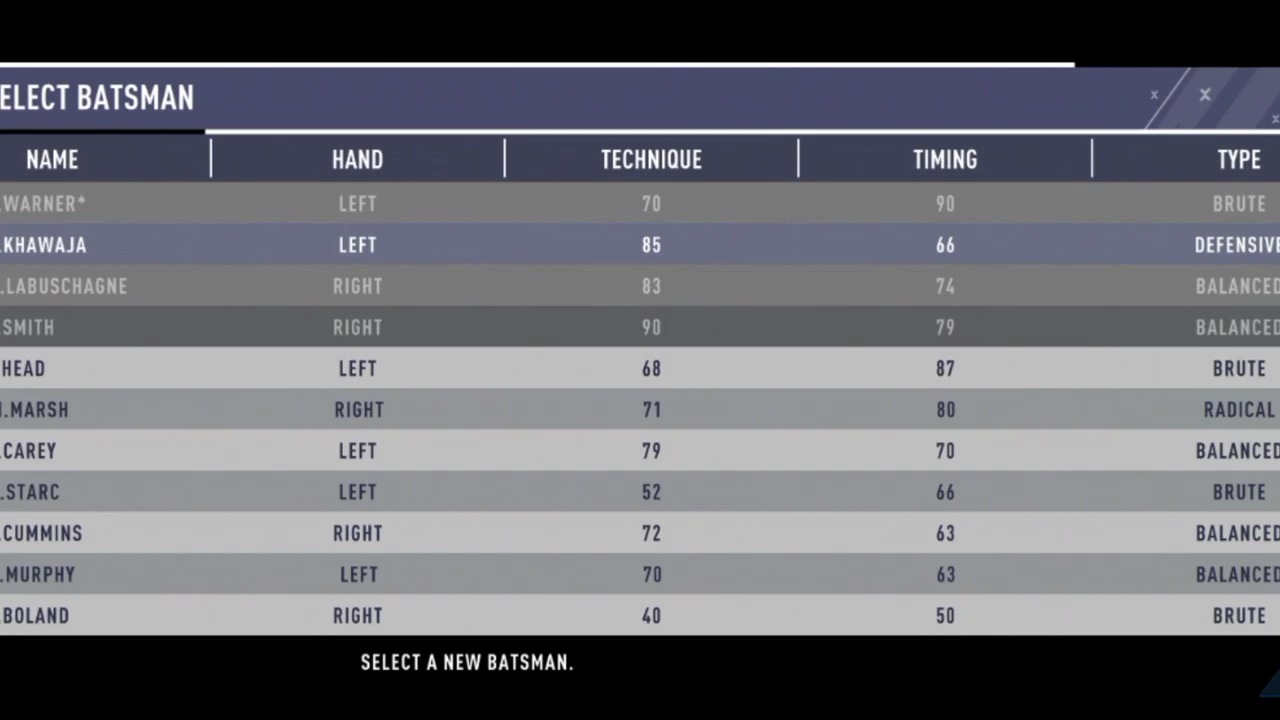 ELECT BATSMAN
NAME HAND TECHNIQUE TIMING TYPE
.WARNER* LEFT 70 90 BRUTE
.KHAWAJA LEFT 85 66 DEFENSIVE
.LABUSCHAGNE RIGHT 83 74 BALANCED
SMITH RIGHT 90 79 BALANCED
HEAD LEFT 68 87 BRUTE
.MARSH RIGHT 71 80 RADICAL
.CAREY LEFT 79 70 BALANCED
.STARC LEFT 52 66 BRUTE
.CUMMINS RIGHT 72 63 BALANCED
.MURPHY LEFT 70 63 BALANCED
.BOLAND RIGHT 40 50 BRUTE
SELECT A NEW BATSMAN.